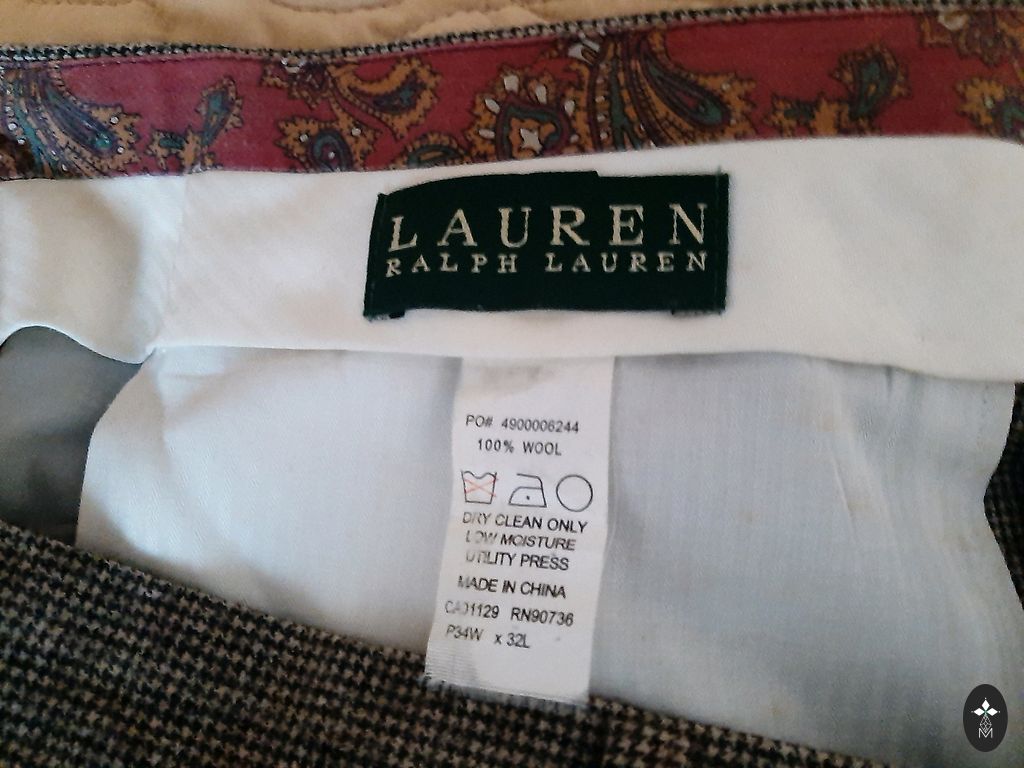 LAUREN
RALPH LAUREN
PO# 4900006244
100% WOOL
DRY CLEAN ONLY
LOW MOISTURE
UTILITY PRESS
MADE IN CHINA
CA01129 RN90736
P34W x 32L
M